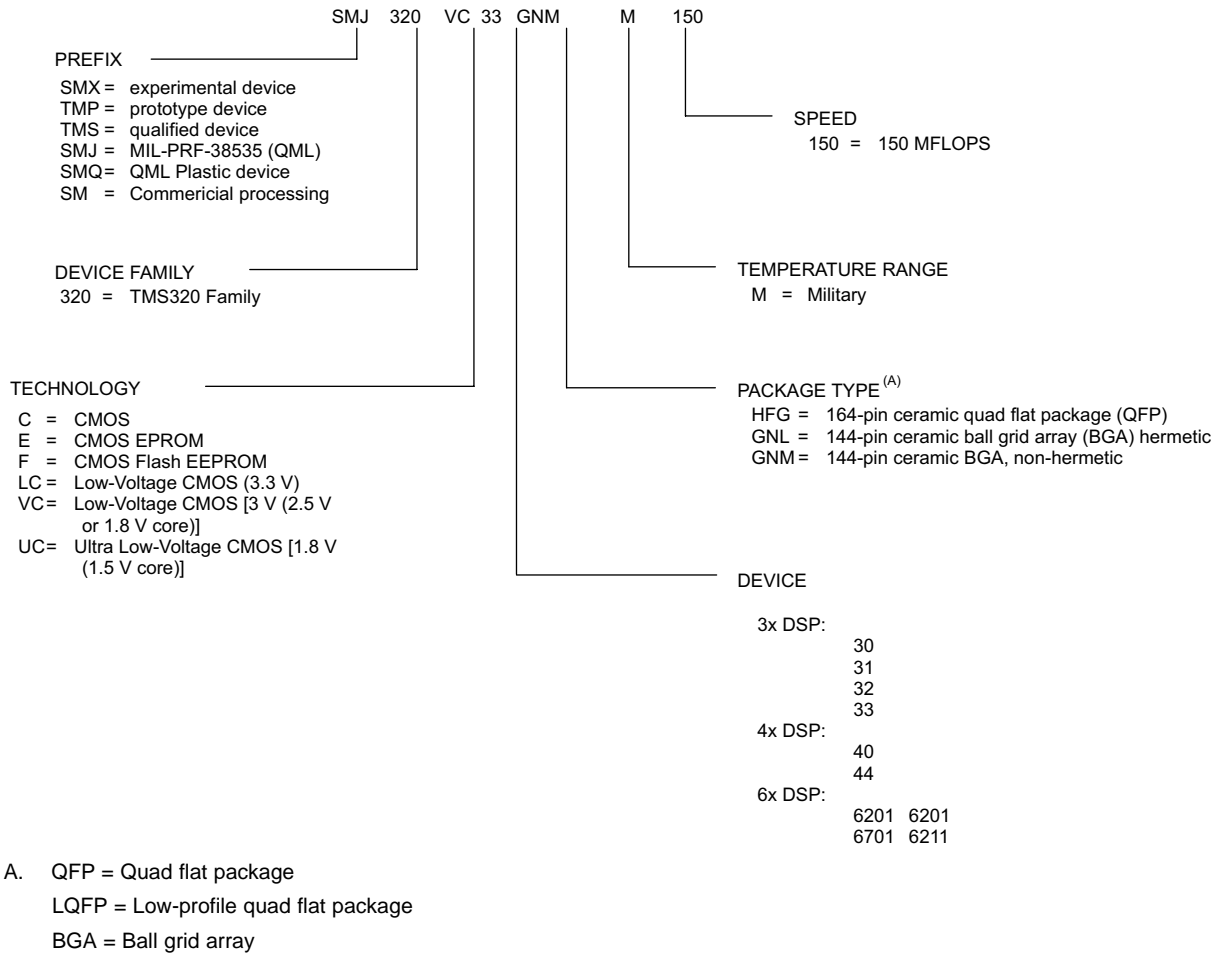 SMJ 320 VC 33 GNM M 150
PREFIX
SMX = experimental device
TMP = prototype device
TMS = qualified device
SMJ = MIL-PRF-38535 (QML)
SMQ= QML Plastic device
SM = Commericial processing
SPEED
150 = 150 MFLOPS
DEVICE FAMILY
320 = TMS320 Family
TEMPERATURE RANGE
M = Military
TECHNOLOGY
C = CMOS
E = CMOS EPROM
F = CMOS Flash EEPROM
LC = Low-Voltage CMOS (3.3 V)
VC= Low-Voltage CMOS [3 V (2.5 V
or 1.8 V core)]
UC= Ultra Low-Voltage CMOS [1.8 V
(1.5 V core)]
PACKAGE TYPE (A)
HFG = 164-pin ceramic quad flat package (QFP)
GNL = 144-pin ceramic ball grid array (BGA) hermetic
GNM = 144-pin ceramic BGA, non-hermetic
DEVICE
3x DSP:
30
31
32
33
4x DSP:
40
44
6x DSP:
6201 6201
6701 6211
A. QFP = Quad flat package
LQFP = Low-profile quad flat package
BGA = Ball grid array